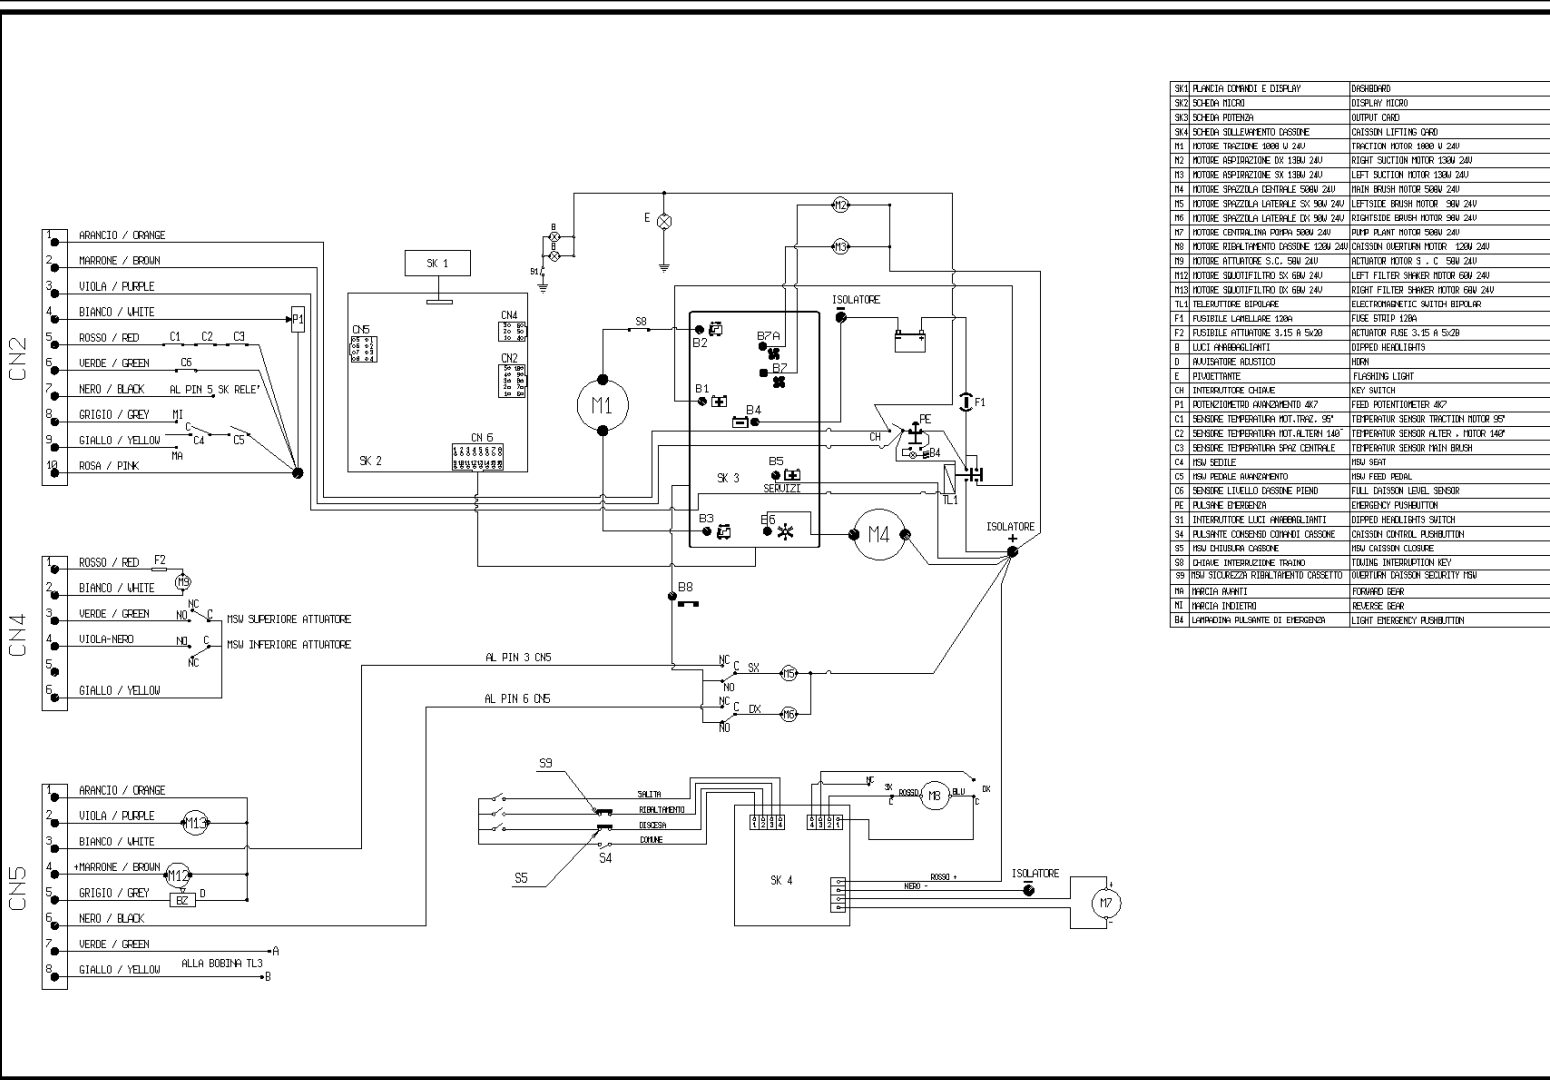 CN2
1 ARANCIO / ORANGE
2 MARRONE / BROWN
3 VIOLA / PURPLE
4 BIANCO / WHITE
P1
5 ROSSO / RED C1 C2 C3
6 VERDE / GREEN C6
7 NERO / BLACK AL PIN 5 SK RELE'
8 GRIGIO / GREY MI
C
C4 C5
9 GIALLO / YELLOW
MA
10 ROSA / PINK
CN4
1 ROSSO / RED F2
M9
2 BIANCO / WHITE
NC
3 VERDE / GREEN NO C MSW SUPERIORE ATTUATORE
4 VIOLA-NERO NO C MSW INFERIORE ATTUATORE
NC
5
6 GIALLO / YELLOW
CN5
1 ARANCIO / ORANGE
2 VIOLA / PURPLE M13
3 BIANCO / WHITE
4 +MARRONE / BROWN M12
5 GRIGIO / GREY BZ D
6 NERO / BLACK
7 VERDE / GREEN A
ALLA BOBINA TL3
8 GIALLO / YELLOW B
SK 1
CN5
CN4
CN2
CN 6
SK 2
B
B
S1
E
M2
M3
ISOLATORE
-
S8
B2
B7A
B7
M1
B1
B4
B5
SERVIZI
SK 3
B3
B6
F1
PE
CH
B4
TL1
M4
ISOLATORE
+
B8
AL PIN 3 CN5
NC
C SX M5
NO
AL PIN 6 CN5
NC
C DX M6
NO
S9
SALITA
RIBALTAMENTO
DISCESA
COMUNE
S4
S5
1 2 3 4
4 3 2 1
NC
SX
C
ROSSO M8 BLU
DX
C
SK 4
ROSSO +
NERO -
ISOLATORE
-
M7
+
-
SK1 PLANCIA COMANDI E DISPLAY DASHBOARD
SK2 SCHEDA MICRO DISPLAY MICRO
SK3 SCHEDA POTENZA OUTPUT CARD
SK4 SCHEDA SOLLEVAMENTO CASSONE CAISSON LIFTING CARD
M1 MOTORE TRAZIONE 1000 W 24V TRACTION MOTOR 1000 W 24V
M2 MOTORE ASPIRAZIONE DX 130W 24V RIGHT SUCTION MOTOR 130W 24V
M3 MOTORE ASPIRAZIONE SX 130W 24V LEFT SUCTION MOTOR 130W 24V
M4 MOTORE SPAZZOLA CENTRALE 500W 24V MAIN BRUSH MOTOR 500W 24V
M5 MOTORE SPAZZOLA LATERALE SX 90W 24V LEFTSIDE BRUSH MOTOR 90W 24V
M6 MOTORE SPAZZOLA LATERALE DX 90W 24V RIGHTSIDE BRUSH MOTOR 90W 24V
M7 MOTORE CENTRALINA POMPA 500W 24V PUMP PLANT MOTOR 500W 24V
M8 MOTORE RIBALTAMENTO CASSONE 120W 24V CAISSON OVERTURN MOTOR 120W 24V
M9 MOTORE ATTUATORE S.C. 50W 24V ACTUATOR MOTOR S . C 50W 24V
M12 MOTORE SQUOTIFILTRO SX 60W 24V LEFT FILTER SHAKER MOTOR 60W 24V
M13 MOTORE SQUOTIFILTRO DX 60W 24V RIGHT FILTER SHAKER MOTOR 60W 24V
TL1 TELERUTTORE BIPOLARE ELECTROMAGNETIC SWITCH BIPOLAR
F1 FUSIBILE LAMELLARE 120A FUSE STRIP 120A
F2 FUSIBILE ATTUATORE 3.15 A 5x20 ACTUATOR FUSE 3.15 A 5x20
B LUCI ANABBAGLIANTI DIPPED HEADLIGHTS
D AVVISATORE ACUSTICO HORN
E PIVOETTANTE FLASHING LIGHT
CH INTERRUTTORE CHIAVE KEY SWITCH
P1 POTENZIOMETRO AVANZAMENTO 4K7 FEED POTENTIOMETER 4K7
C1 SENSORE TEMPERATURA MOT.TRAZ. 95° TEMPERATUR SENSOR TRACTION MOTOR 95°
C2 SENSORE TEMPERATURA MOT.ALTERN 140° TEMPERATUR SENSOR ALTER . MOTOR 140°
C3 SENSORE TEMPERATURA SPAZ CENTRALE TEMPERATUR SENSOR MAIN BRUSH
C4 MSW SEDILE MSW SEAT
C5 MSW PEDALE AVANZAMENTO MSW FEED PEDAL
C6 SENSORE LIVELLO CASSONE PIENO FULL CAISSON LEVEL SENSOR
PE PULSANE EMERGENZA EMERGENCY PUSHBUTTON
S1 INTERRUTTORE LUCI ANABBAGLIANTI DIPPED HEADLIGHTS SWITCH
S4 PULSANTE CONSENSO COMANDI CASSONE CAISSON CONTROL PUSHBUTTON
S5 MSW CHIUSURA CASSONE MSW CAISSON CLOSURE
S8 CHIAVE INTERRUZIONE TRAINO TOWING INTERRUPTION KEY
S9 MSW SICUREZZA RIBALTAMENTO CASSETTO OVERTURN CAISSON SECURITY MSW
MA MARCIA AVANTI FORWARD GEAR
MI MARCIA INDIETRO REVERSE GEAR
B4 LAMPADINA PULSANTE DI EMERGENZA LIGHT EMERGENCY PUSHBUTTON